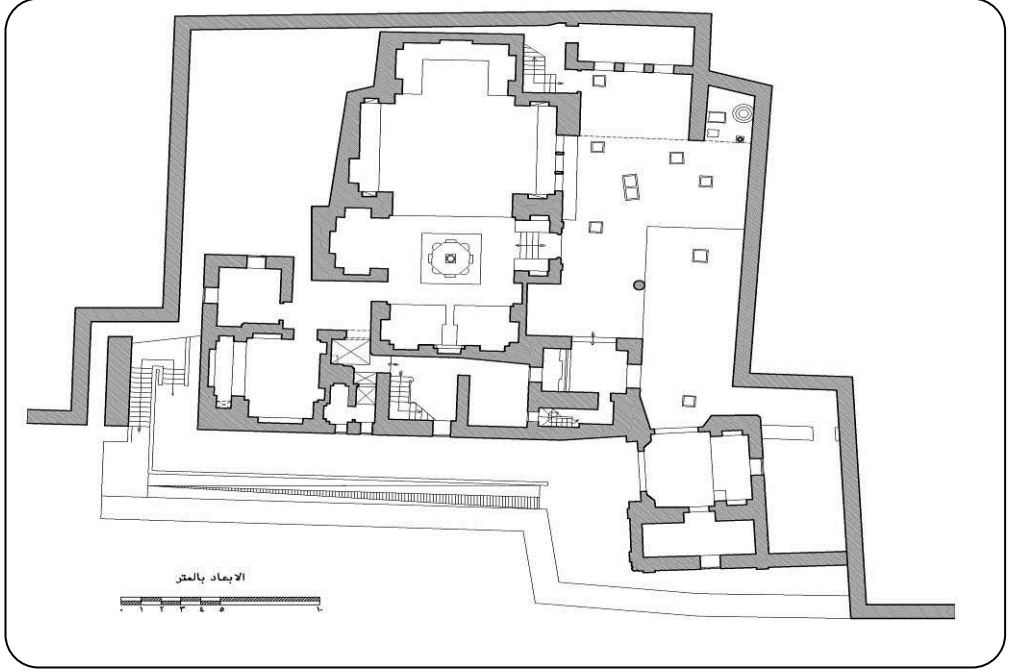 الابعاد بالمتر
٠ ١ ٢ ٣ ٤ ٥ ١٠